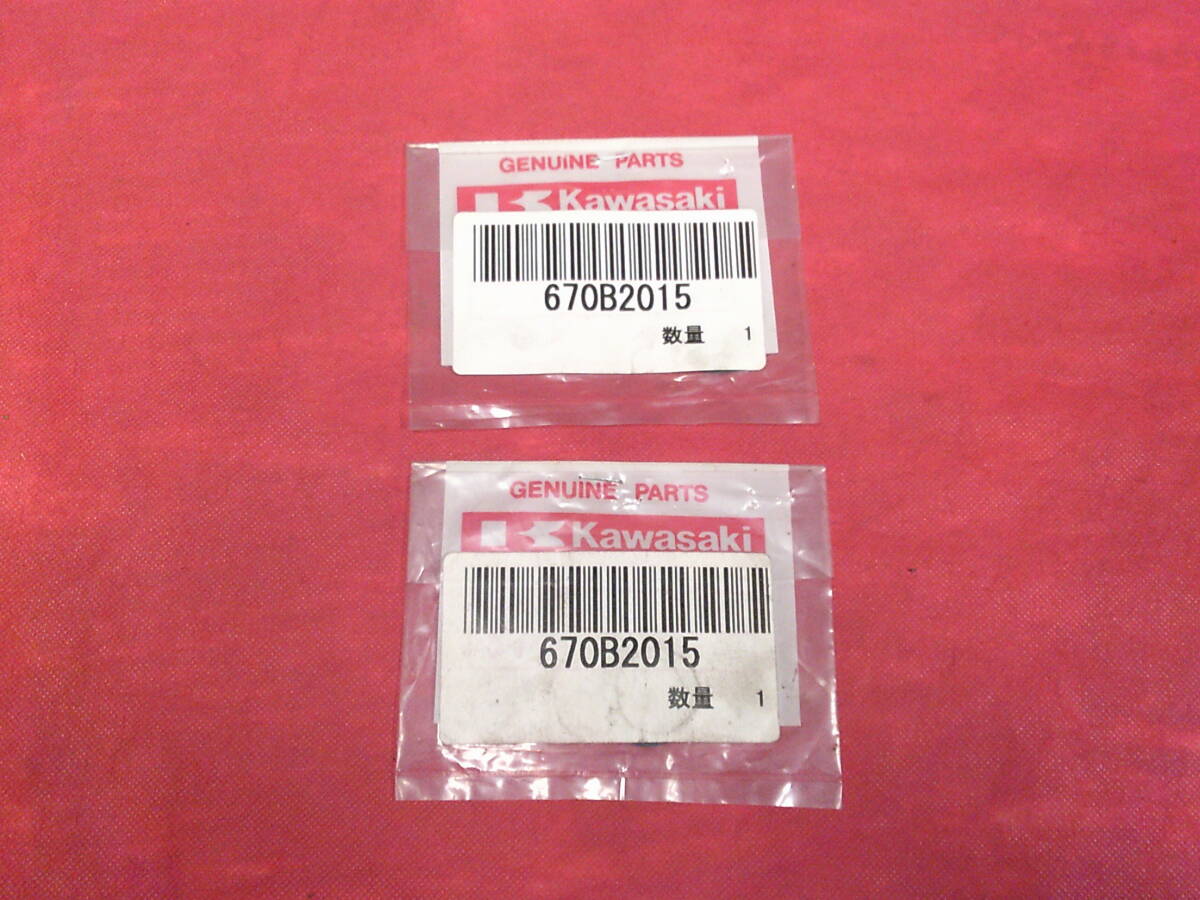 GENUINE PARTS
Kawasaki
670B2015
数量 1
GENUINE PARTS
Kawasaki
670B2015
数量 1